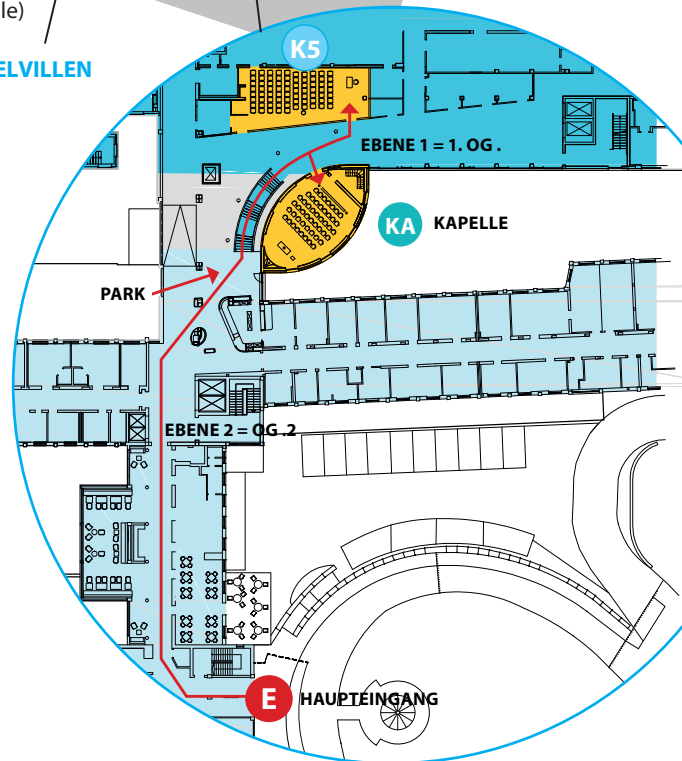 le)
ELVILLEN
K5
EBENE 1 = 1. OG .
KA KAPELLE
PARK
EBENE 2 = OG .2
E HAUPTEINGANG